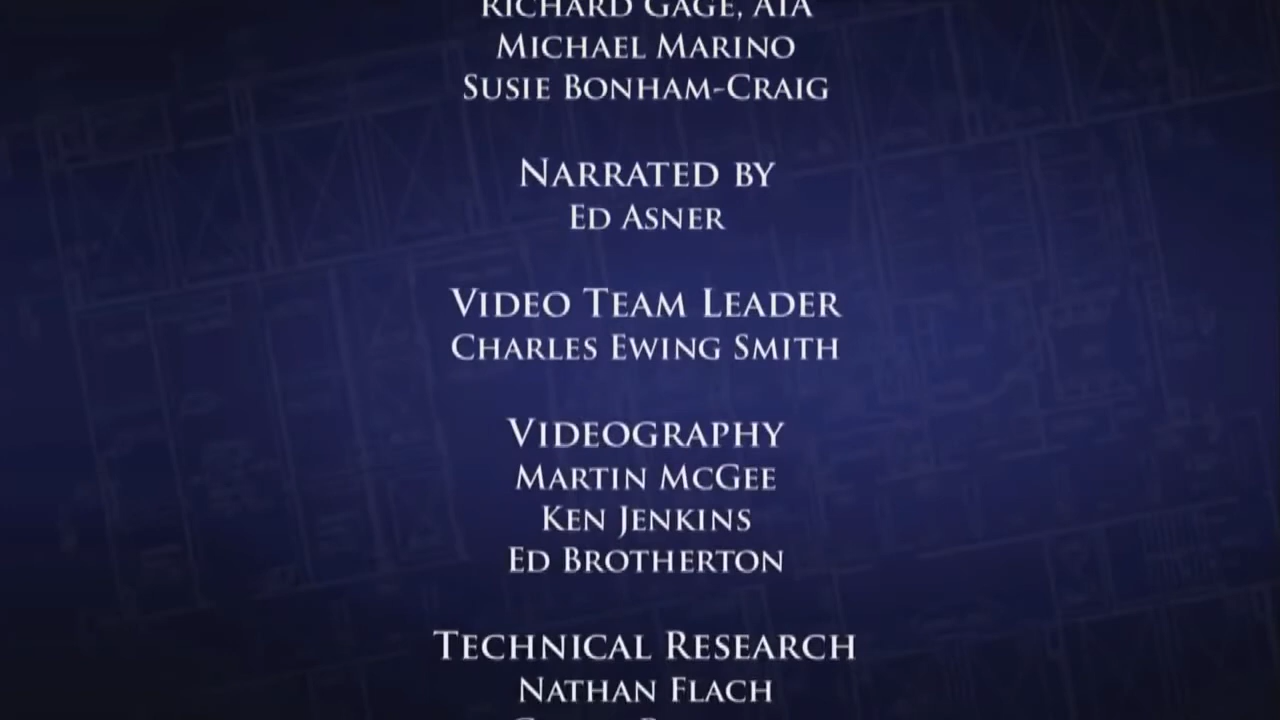 RICHARD GAGE, AIA
MICHAEL MARINO
SUSIE BONHAM-CRAIG
NARRATED BY
ED ASNER
VIDEO TEAM LEADER
CHARLES EWING SMITH
VIDEOGRAPHY
MARTIN MCGEE
KEN JENKINS
ED BROTHERTON
TECHNICAL RESEARCH
NATHAN FLACH